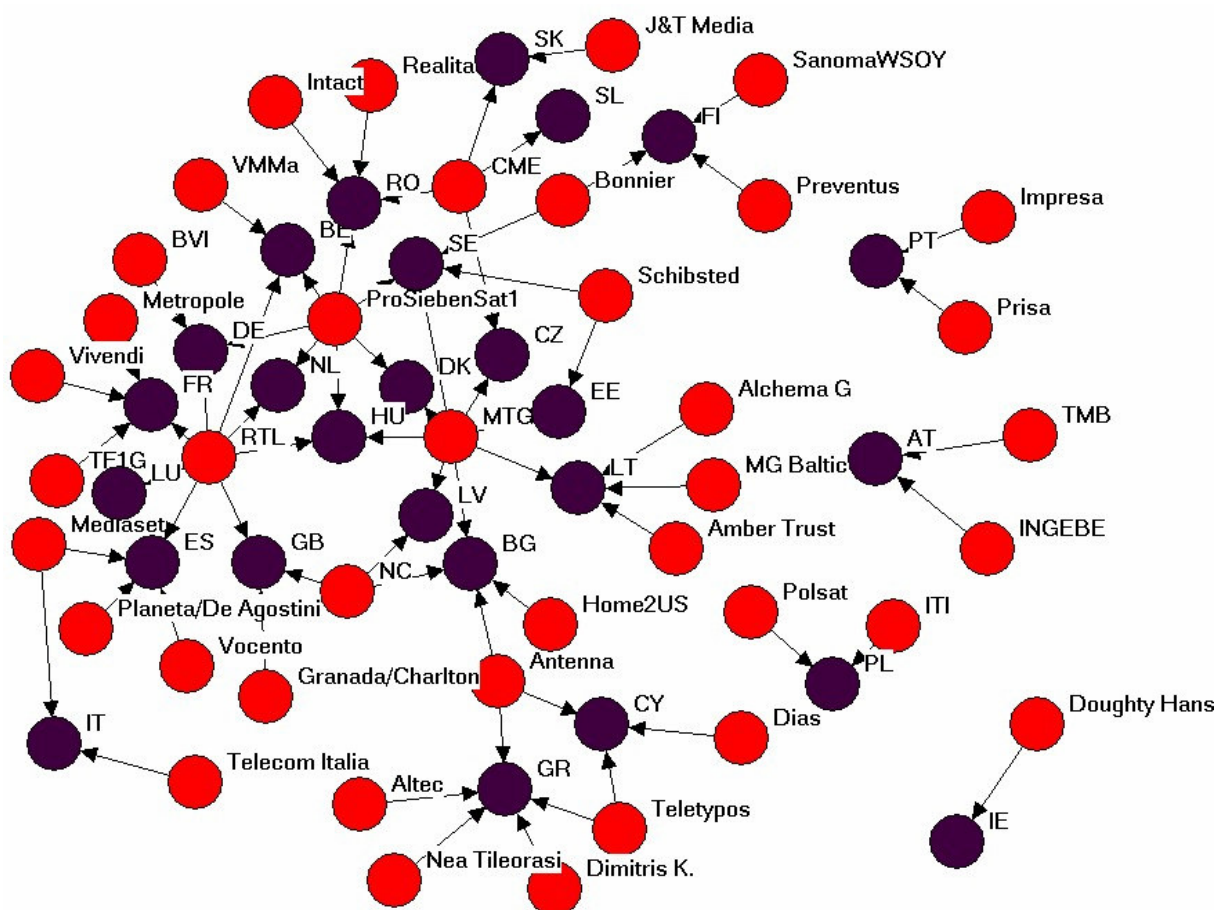 J&T Media
SK
Realita
SanomaWSOY
Intact
SL
FI
VMMa
RO
CME
Bonnier
Preventus
Impresa
BVI
BE
SE
PT
Schibsted
Metropole
ProSiebenSat1
Prisa
DE
CZ
Vivendi
NL
DK
FR
EE
Alchema G
HU
MTG
TMB
RTL
AT
TF1G
LU
LT
MG Baltic
LV
Mediaset
Amber Trust
INGEBE
ES
GB
BG
NC
Polsat
ITI
Planeta/De Agostini
Home2US
Vocento
Antenna
PL
Granada/Charlton
CY
Doughty Hans
IT
Dias
Telecom Italia
GR
Altec
Teletypos
IE
Nea Tileorasi
Dimitris K.